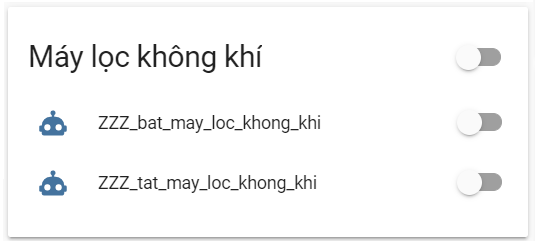 Máy lọc không khí
ZZZ_bat_may_loc_khong_khi
ZZZ_tat_may_loc_khong_khi